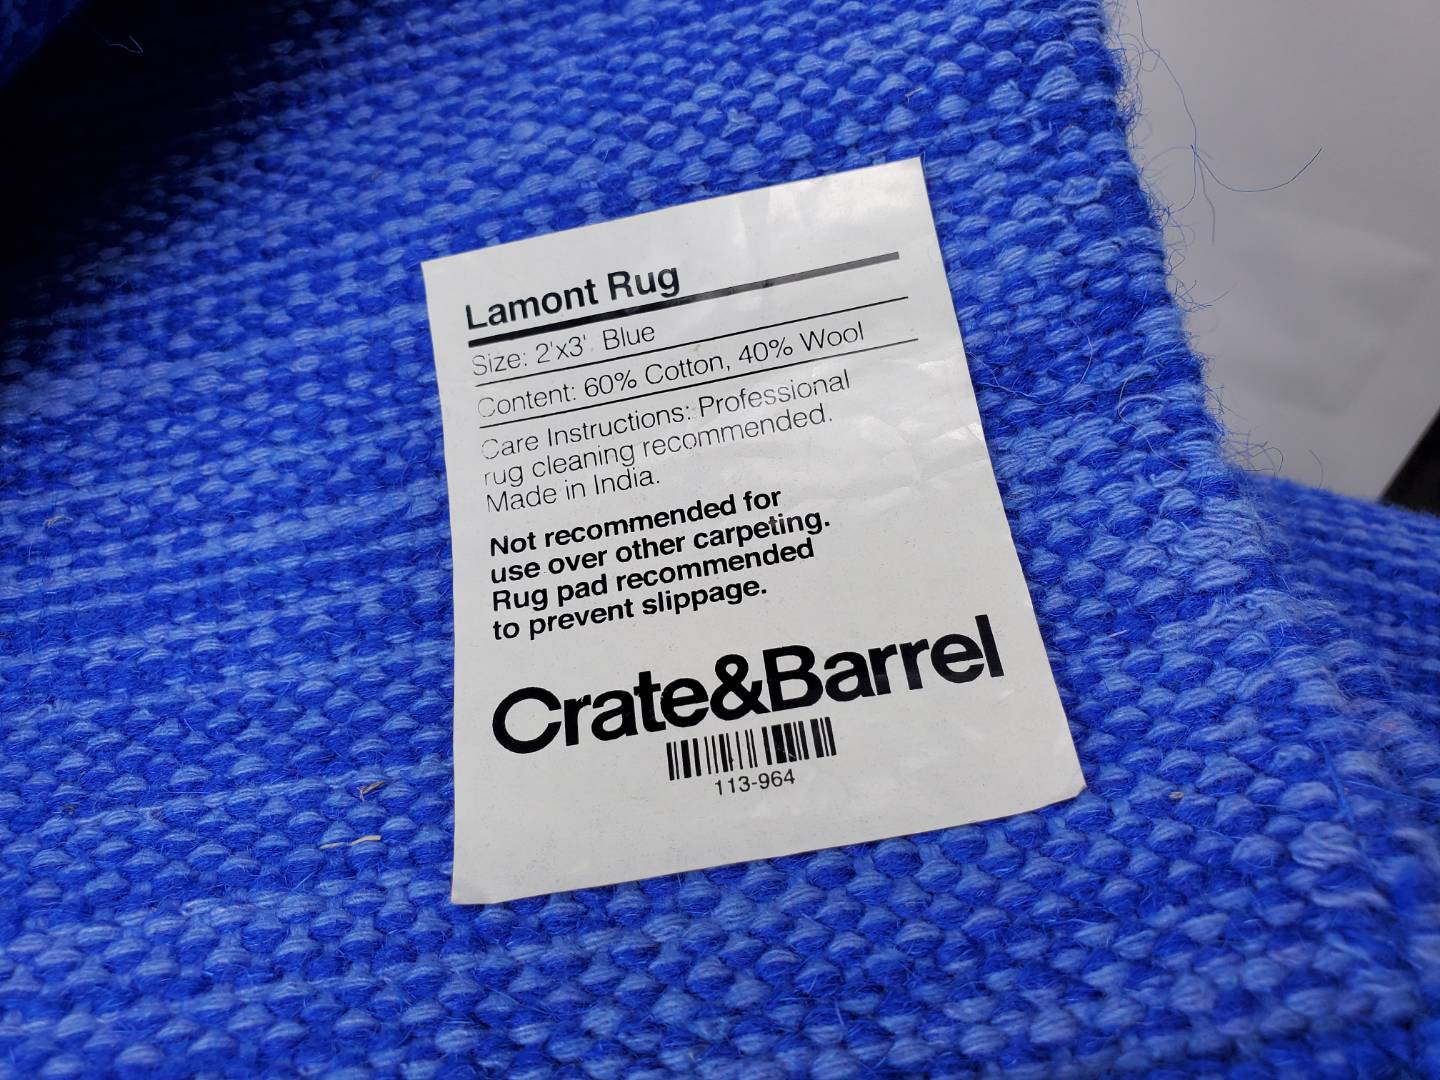 Lamont Rug
Size: 2'x3' Blue
Content: 60% Cotton, 40% Wool
Care Instructions: Professional
rug cleaning recommended.
Made in India.
Not recommended for
use over other carpeting.
Rug pad recommended
to prevent slippage.
Crate&Barrel
113-964